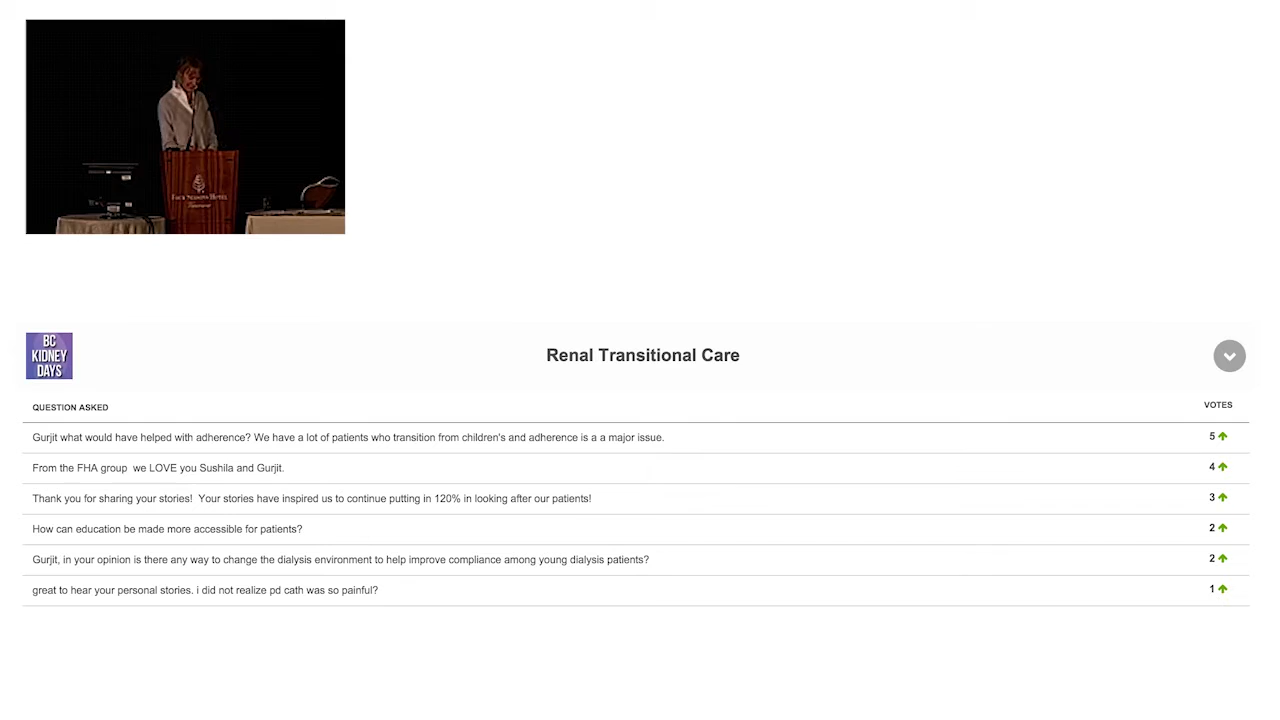 FOUR SEASONS HOTEL
Vancouver
BC
KIDNEY
DAYS
Renal Transitional Care
QUESTION ASKED
VOTES
Gurjit what would have helped with adherence? We have a lot of patients who transition from children's and adherence is a a major issue.
5
From the FHA group  we LOVE you Sushila and Gurjit.
4
Thank you for sharing your stories!  Your stories have inspired us to continue putting in 120% in looking after our patients!
3
How can education be made more accessible for patients?
2
Gurjit, in your opinion is there any way to change the dialysis environment to help improve compliance among young dialysis patients?
2
great to hear your personal stories. i did not realize pd cath was so painful?
1